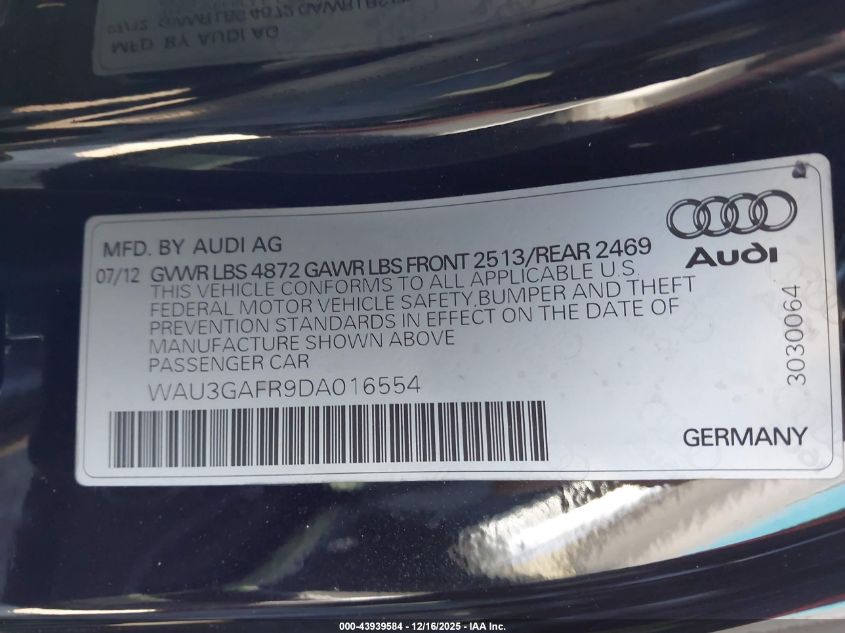 MFD. BY AUDI AG
Audi
07/12 GVWR LBS 4872 GAWR LBS FRONT 2513/REAR 2469
THIS VEHICLE CONFORMS TO ALL APPLICABLE U.S.
FEDERAL MOTOR VEHICLE SAFETY,BUMPER AND THEFT
PREVENTION STANDARDS IN EFFECT ON THE DATE OF
MANUFACTURE SHOWN ABOVE
PASSENGER CAR
WAU3GAFR9DA016554
3030064
GERMANY
000-43939584 - 12/16/2025 - IAA Inc.